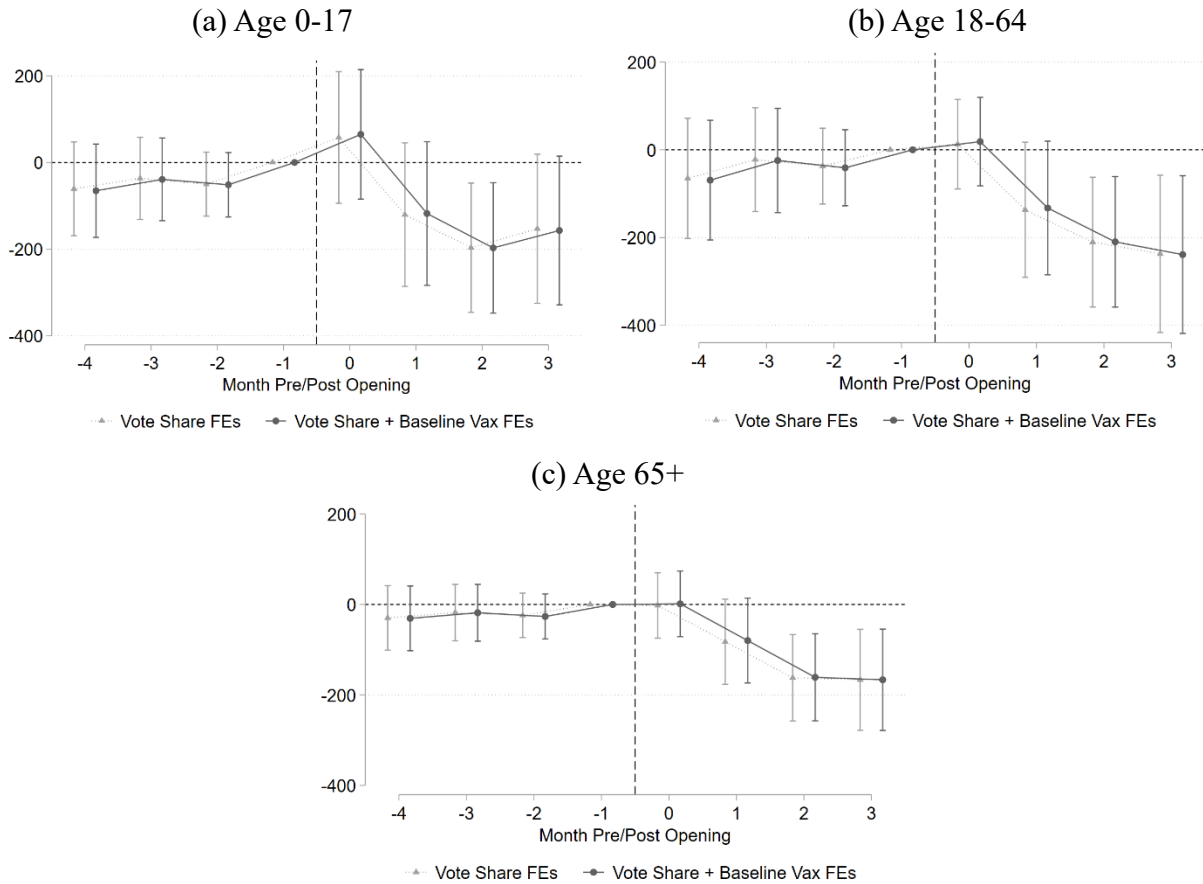 (a) Age 0-17
200
0
-200
-400
-4 -3 -2 -1 0 1 2 3
Month Pre/Post Opening
Vote Share FEs Vote Share + Baseline Vax FEs
(b) Age 18-64
200
0
-200
-400
-4 -3 -2 -1 0 1 2 3
Month Pre/Post Opening
Vote Share FEs Vote Share + Baseline Vax FEs
(c) Age 65+
200
0
-200
-400
-4 -3 -2 -1 0 1 2 3
Month Pre/Post Opening
Vote Share FEs Vote Share + Baseline Vax FEs